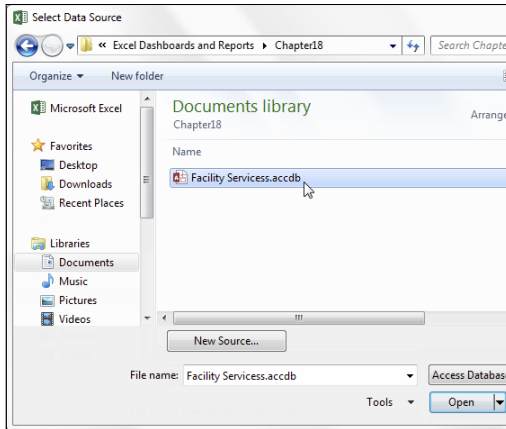 Select Data Source
« Excel Dashboards and Reports Chapter18
Search Chapte
Organize
New folder
Microsoft Excel
Favorites
Desktop
Downloads
Recent Places
Libraries
Documents
Music
Pictures
Videos
Documents library
Chapter18
Arrange
Name
Facility Servicess.accdb
New Source...
File name: Facility Servicess.accdb
Access Databas
Tools
Open